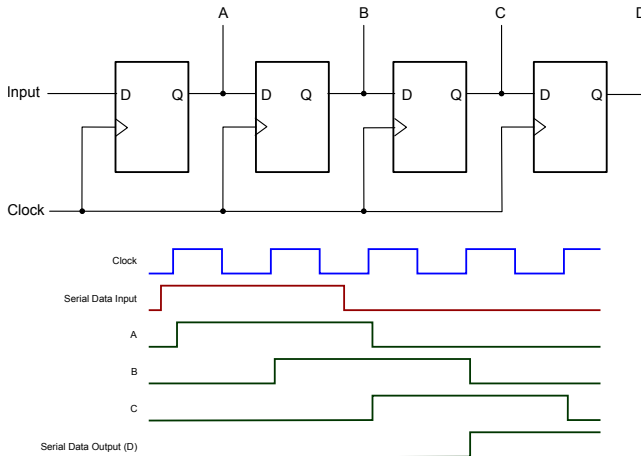 A B C D
Input D Q D Q D Q D Q
Clock
Clock
Serial Data Input
A
B
C
Serial Data Output (D)